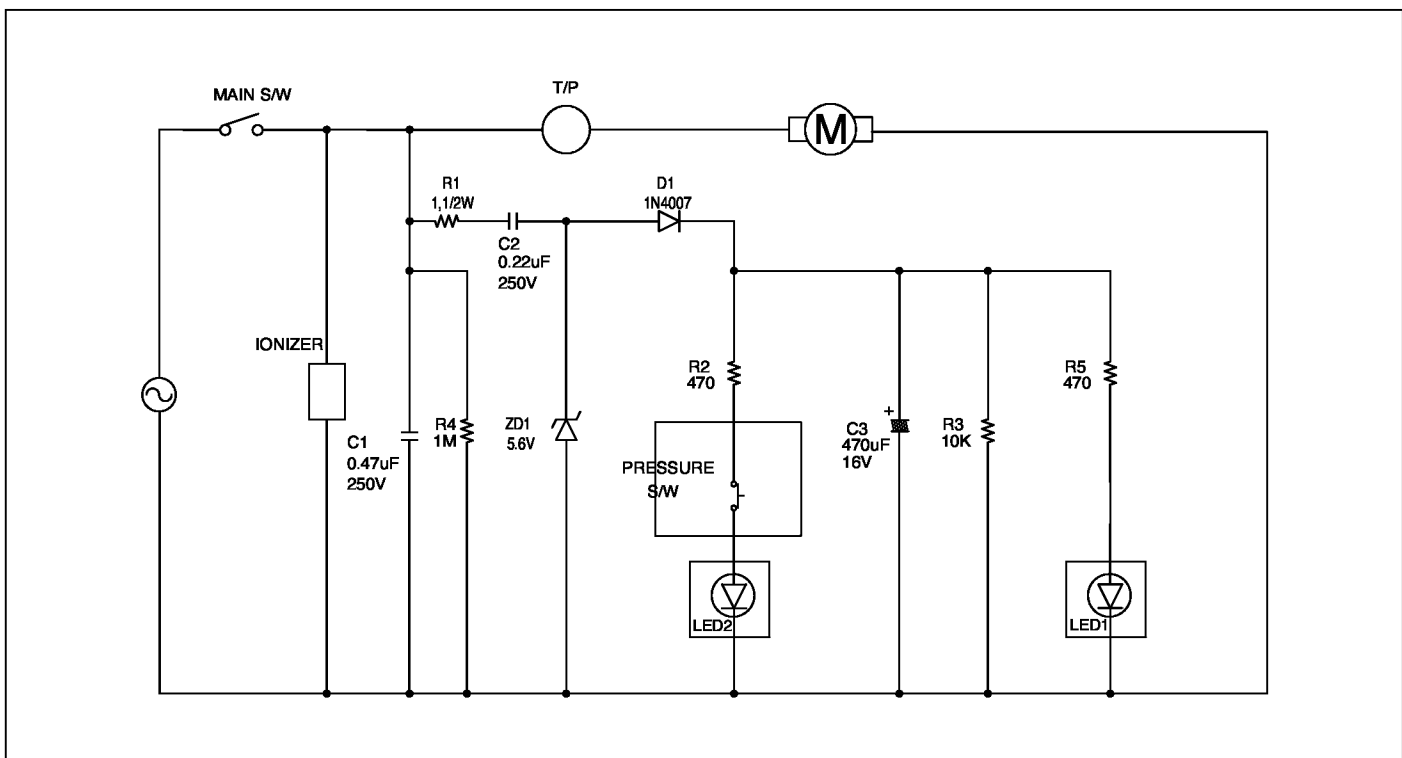 MAIN S/W
T/P
M
R1
1,1/2W
D1
1N4007
C2
0.22uF
250V
IONIZER
R2
470
R5
470
C1
0.47uF
250V
R4
1M
ZD1
5.6V
PRESSURE
S/W
+
C3
470uF
16V
R3
10K
LED2
LED1